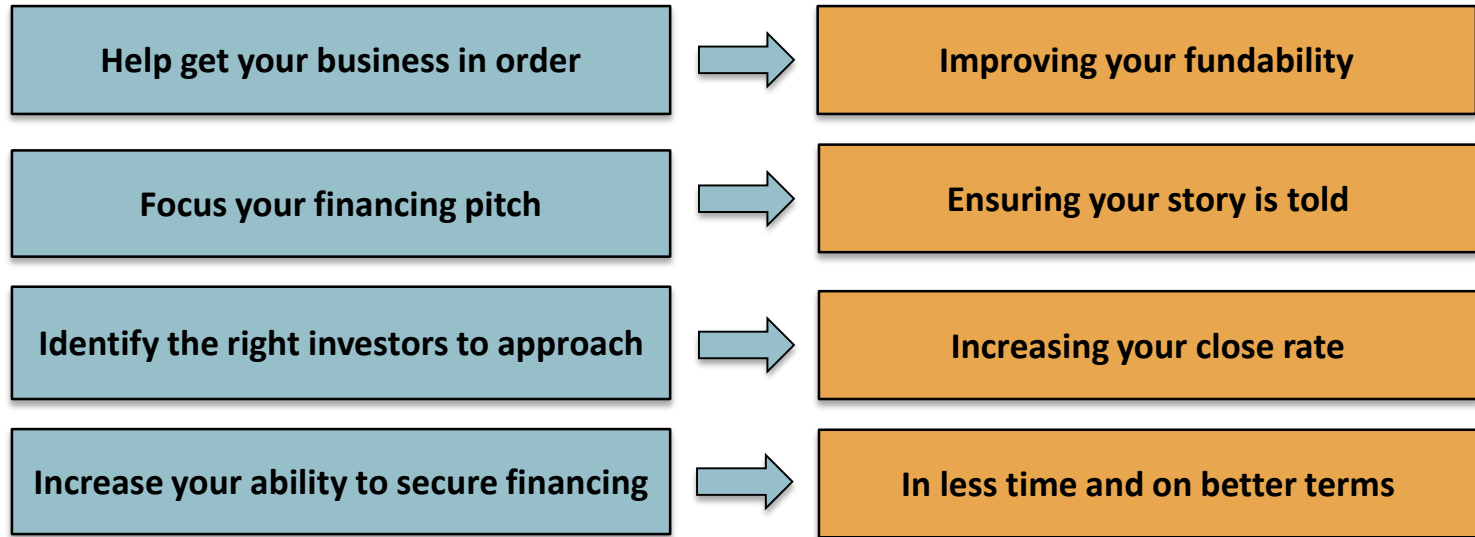 Help get your business in order
Improving your fundability
Focus your financing pitch
Ensuring your story is told
Identify the right investors to approach
Increasing your close rate
Increase your ability to secure financing
In less time and on better terms